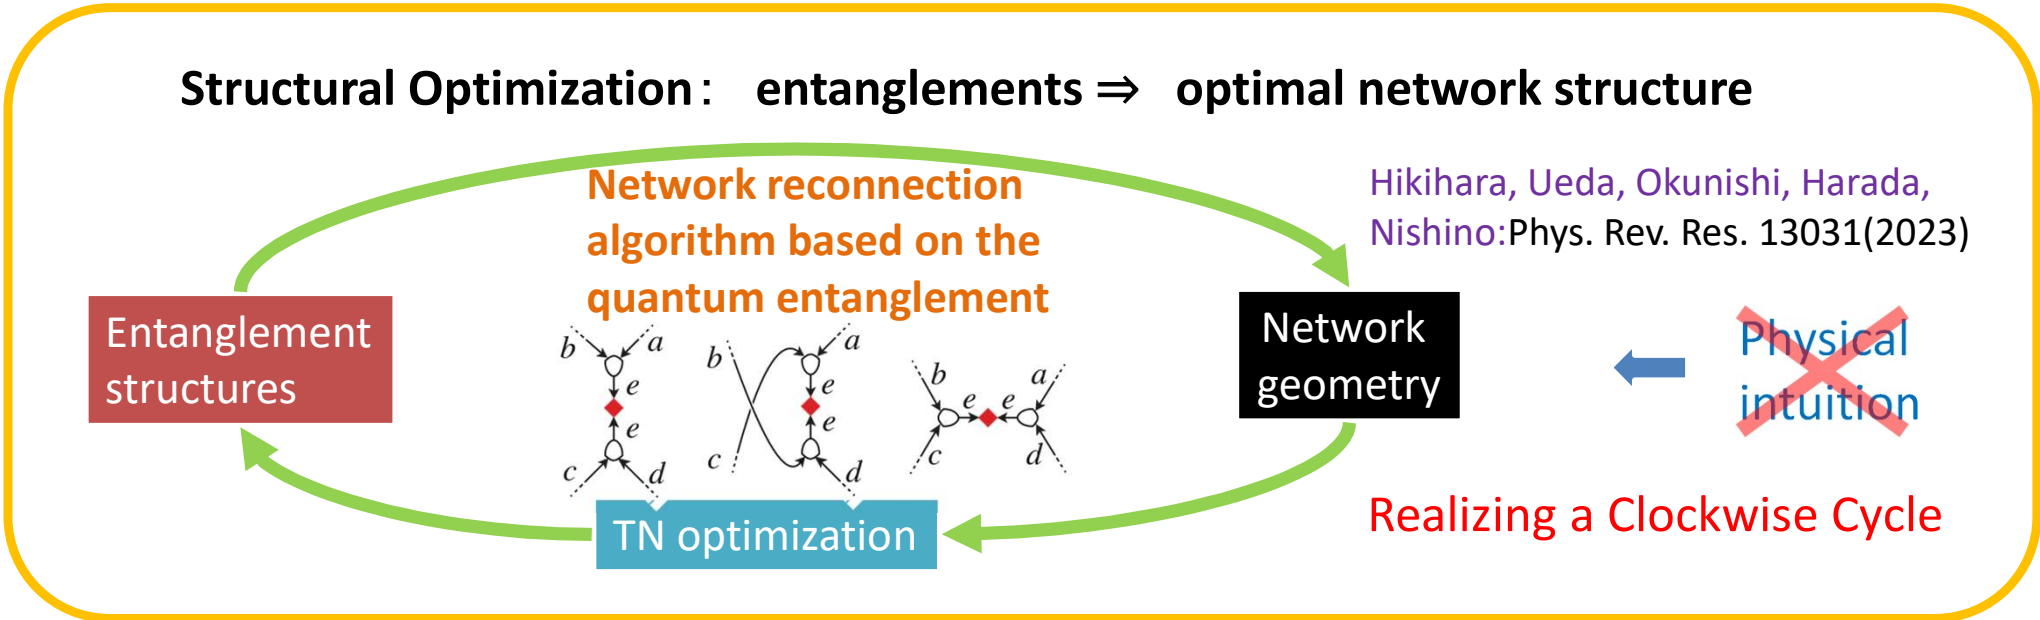 Structural Optimization： entanglements ⇒ optimal network structure
Network reconnection
algorithm based on the
quantum entanglement
Hikihara, Ueda, Okunishi, Harada,
Nishino:Phys. Rev. Res. 13031(2023)
Entanglement
structures
b a
e
e
c d
b a
e
e
c d
b a
e e
c d
Network
geometry
Physical
intuition
TN optimization
Realizing a Clockwise Cycle